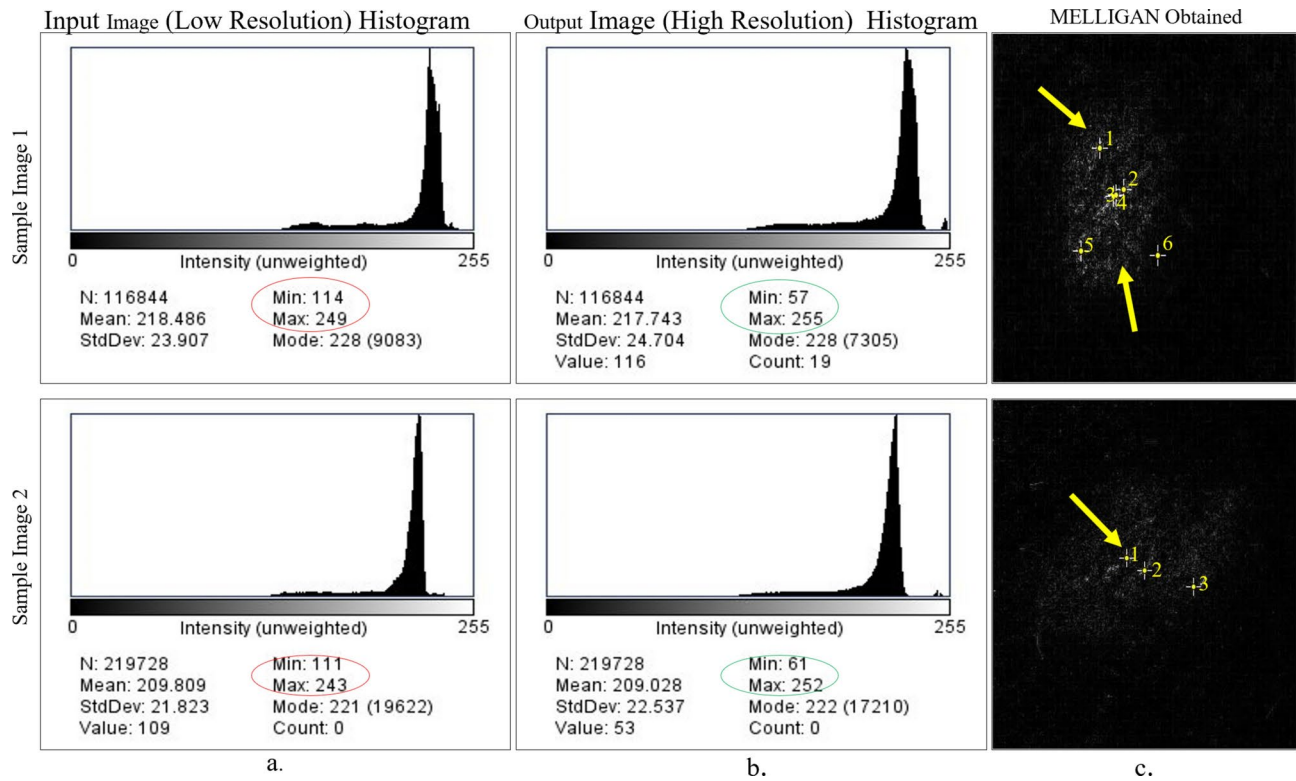 Input Image (Low Resolution) Histogram
Output Image (High Resolution) Histogram
MELLIGAN Obtained
Sample Image 1
0
Intensity (unweighted)
255
N: 116844
Min: 114
Mean: 218.486
Max: 249
StdDev: 23.907
Mode: 228 (9083)
0
Intensity (unweighted)
255
N: 116844
Min: 57
Mean: 217.743
Max: 255
StdDev: 24.704
Mode: 228 (7305)
Value: 116
Count: 19
1
2
3
4
5
6
Sample Image 2
0
Intensity (unweighted)
255
N: 219728
Min: 111
Mean: 209.809
Max: 243
StdDev: 21.823
Mode: 221 (19622)
Value: 109
Count: 0
0
Intensity (unweighted)
255
N: 219728
Min: 61
Mean: 209.028
Max: 252
StdDev: 22.537
Mode: 222 (17210)
Value: 53
Count: 0
1
2
3
a.
b.
c.